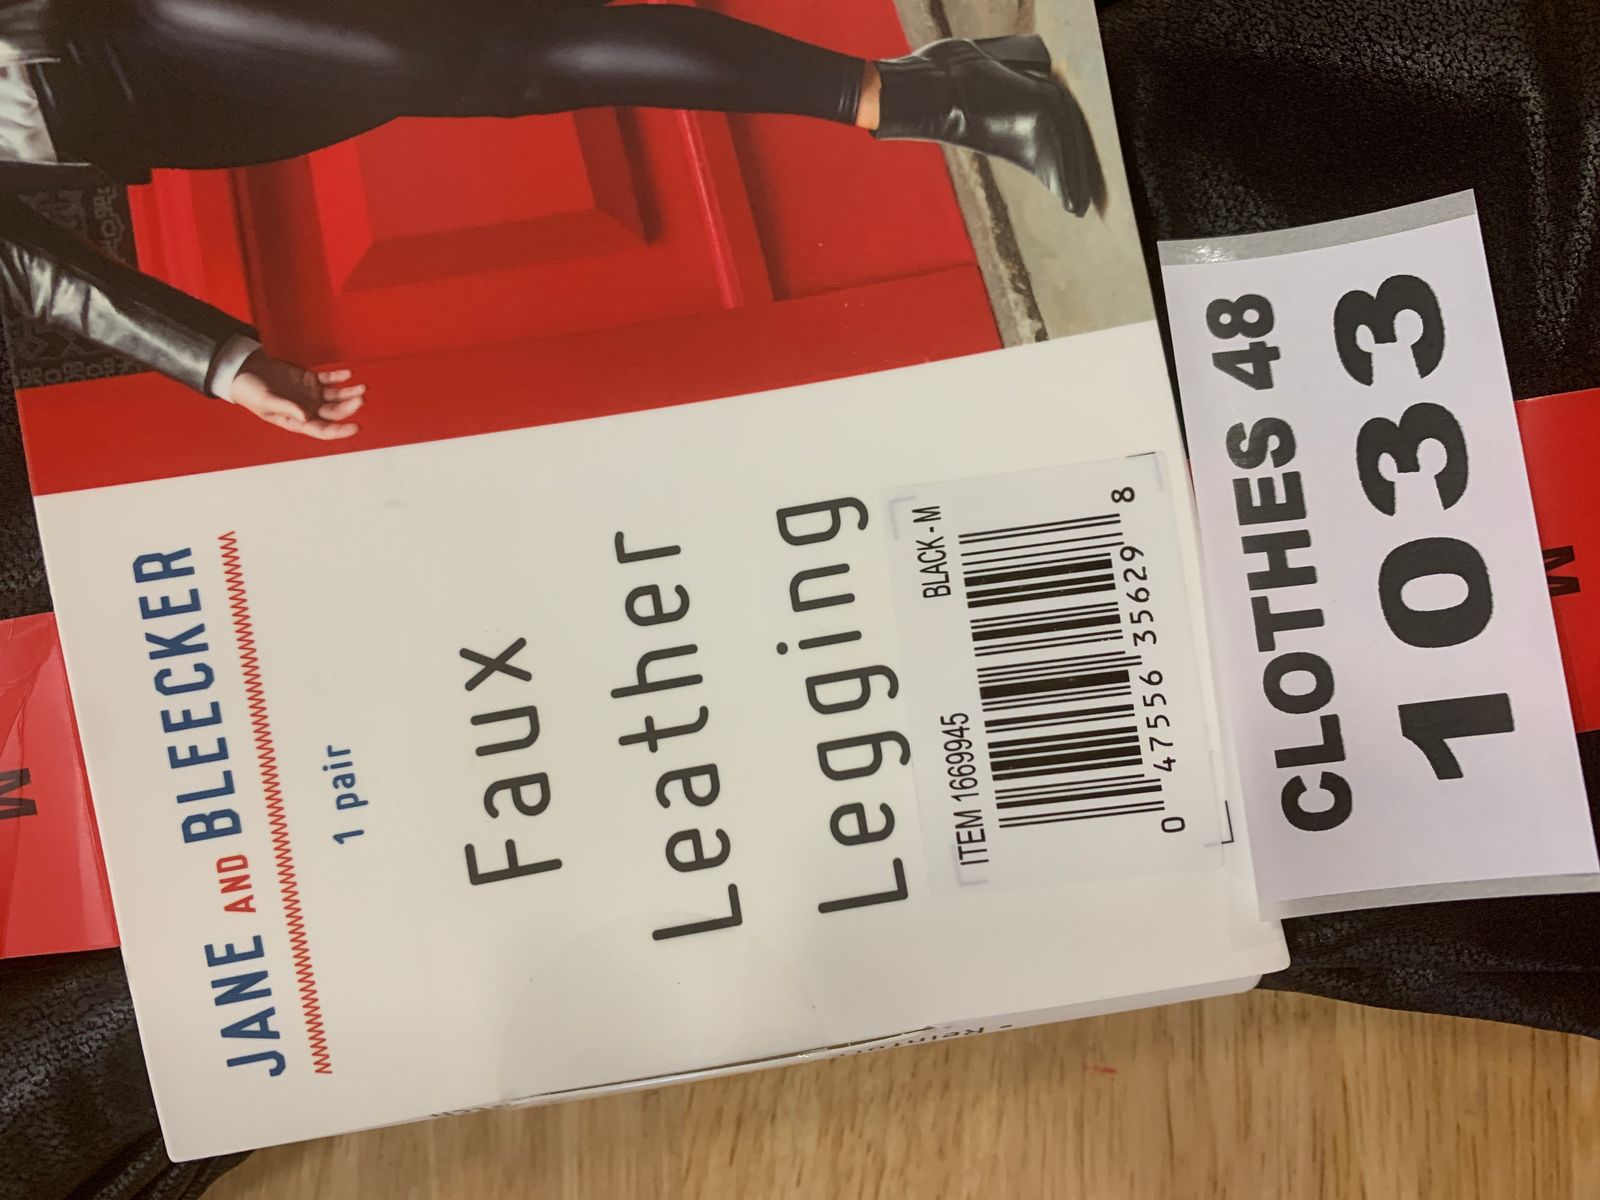 JANE AND BLEECKER
1 pair
Faux
Leather
Legging
ITEM 1669945 BLACK - M
0 47556 35629 8
CLOTHES 48
1033
M
M